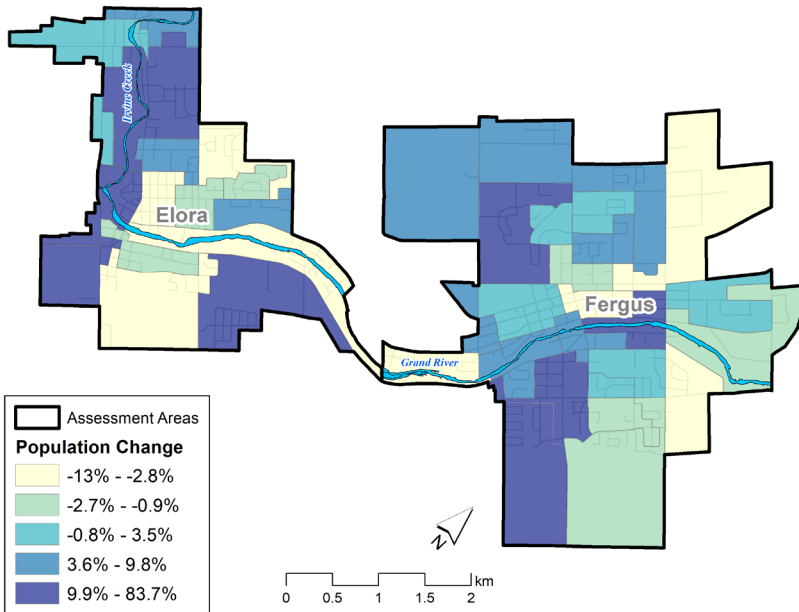 Irvine Creek
Elora
Fergus
Grand River
Assessment Areas
Population Change
-13% - -2.8%
-2.7% - -0.9%
-0.8% - 3.5%
3.6% - 9.8%
9.9% - 83.7%
N
km
0 0.5 1 1.5 2